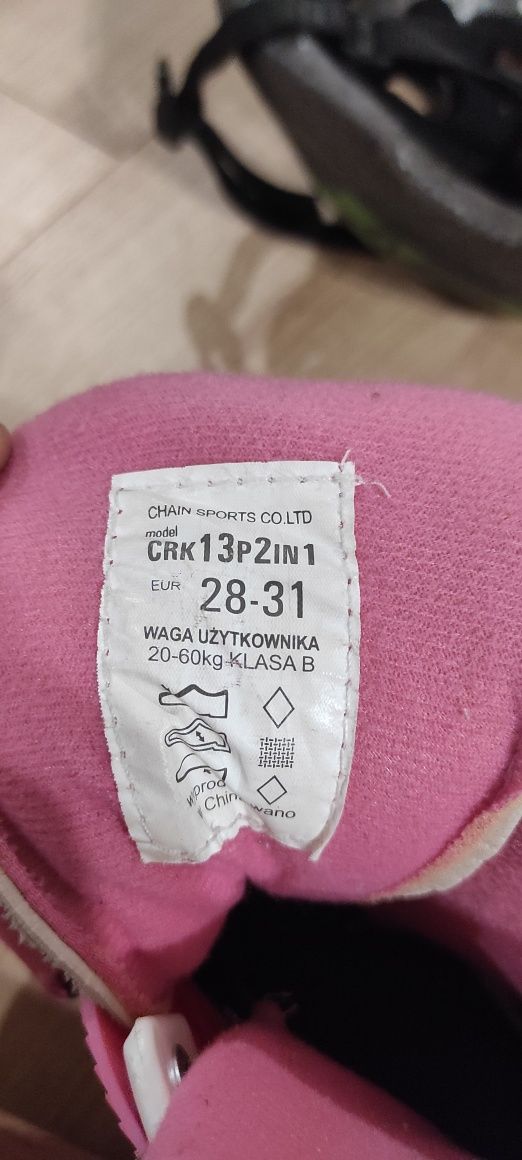 CHAIN SPORTS CO.LTD
model
CRK13P2IN1
EUR 28-31
WAGA UŻYTKOWNIKA
20-60kg KLASA B